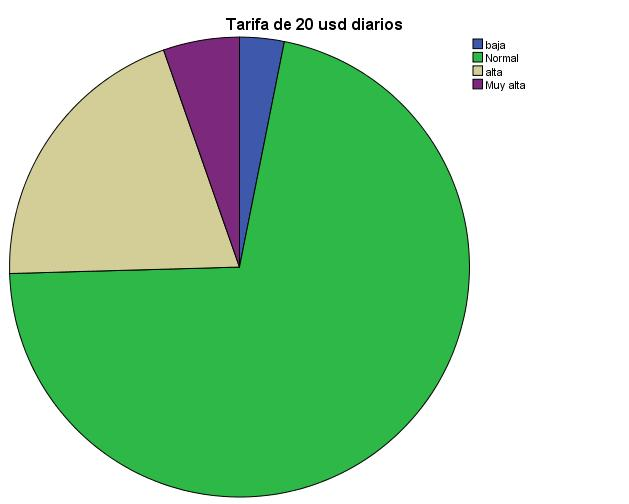 Tarifa de 20 usd diarios
baja
Normal
alta
Muy alta